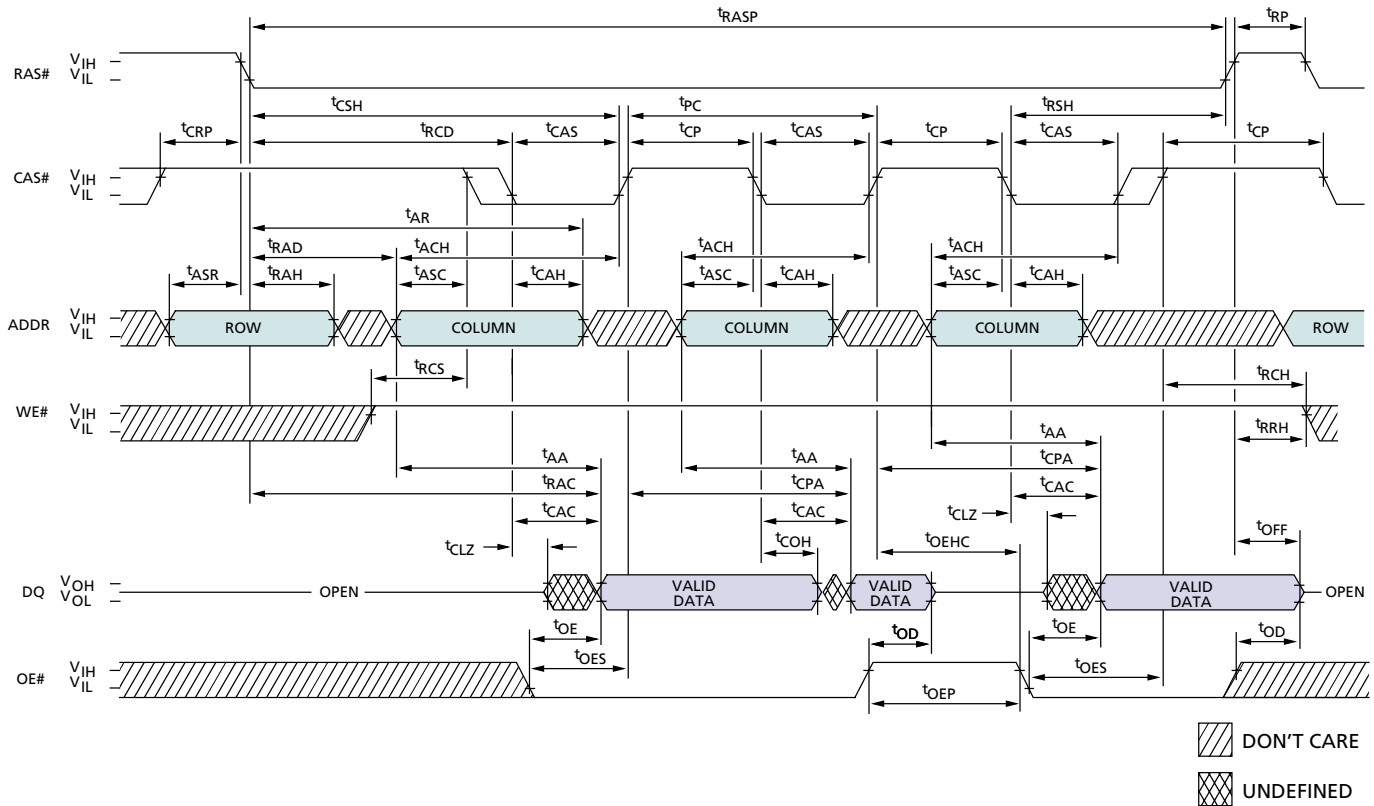 tRASP tRP
RAS# VIH
VIL
tCSH tPC tRSH
tCRP tRCD tCAS tCP tCAS tCP tCAS tCP
CAS# VIH
VIL
tAR
tRAD tACH tACH tACH
tASR tRAH tASC tCAH tASC tCAH tASC tCAH
ADDR VIH
VIL
ROW COLUMN COLUMN COLUMN ROW
tRCS tRCH
WE# VIH
VIL
tRRH
tAA tAA tAA
tRAC tCPA tCPA
tCAC tCAC tCAC
tCLZ tCOH tOEHC tCLZ tOFF
DQ VOH
VOL
OPEN VALID DATA VALID DATA VALID DATA OPEN
tOE tOD tOE tOD
tOES tOES
OE# VIH
VIL
tOEP
DON'T CARE
UNDEFINED